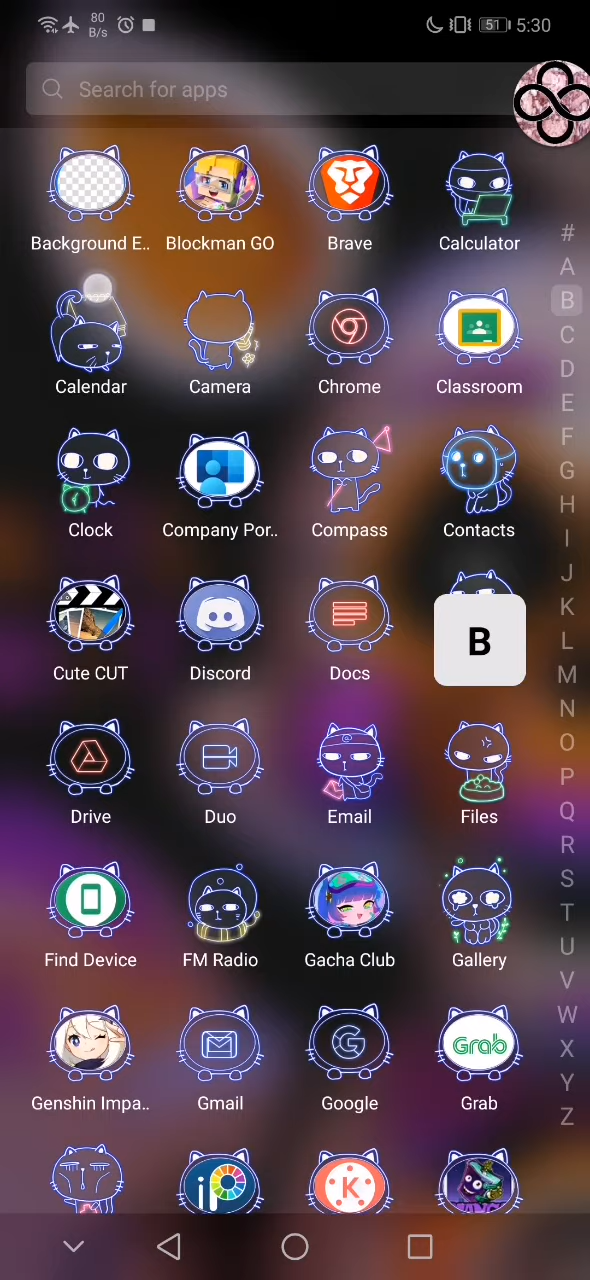 80
B/s
51
5:30
Search for apps
Background E..
Blockman GO
Brave
Calculator
Calendar
Camera
Chrome
Classroom
Clock
Company Por..
Compass
Contacts
Cute CUT
Discord
Docs
B
Drive
Duo
Email
Files
Find Device
FM Radio
Gacha Club
Gallery
Genshin Impa..
Gmail
Google
Grab
Grab
G
iP
K
#
A
B
C
D
E
F
G
H
I
J
K
L
M
N
O
P
Q
R
S
T
U
V
W
X
Y
Z